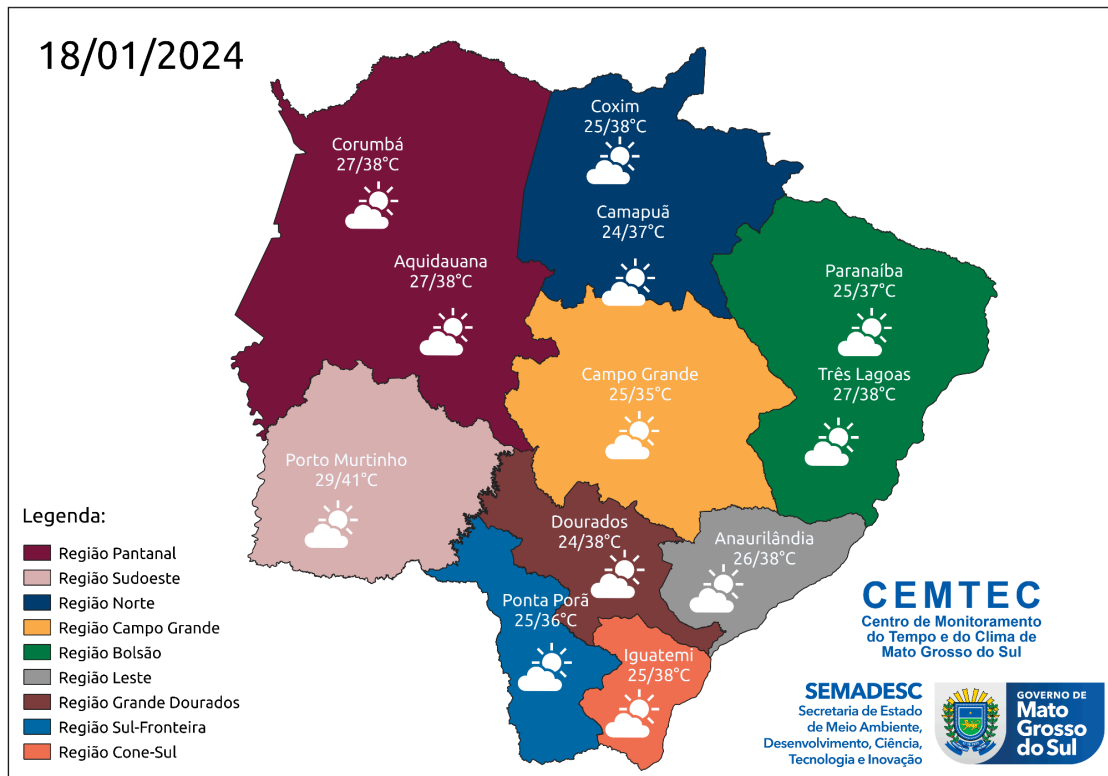 18/01/2024
Coxim
25/38°C
Corumbá
27/38°C
Camapuã
24/37°C
Aquidauana
27/38°C
Paranaíba
25/37°C
Campo Grande
25/35°C
Três Lagoas
27/38°C
Porto Murtinho
29/41°C
Dourados
24/38°C
Anaurilândia
26/38°C
Ponta Porã
25/36°C
Iguatemi
25/38°C
Legenda:
Região Pantanal
Região Sudoeste
Região Norte
Região Campo Grande
Região Bolsão
Região Leste
Região Grande Dourados
Região Sul-Fronteira
Região Cone-Sul
CEMTEC
Centro de Monitoramento
do Tempo e do Clima de
Mato Grosso do Sul
SEMADESC
Secretaria de Estado
de Meio Ambiente,
Desenvolvimento, Ciência,
Tecnologia e Inovação
GOVERNO DE
Mato
Grosso
do Sul